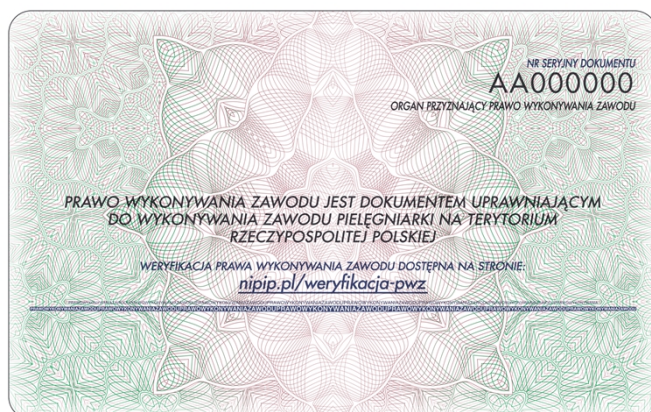 NR SERYJNY DOKUMENTU
AA000000
ORGAN PRZYZNAJĄCY PRAWO WYKONYWANIA ZAWODU
PRAWO WYKONYWANIA ZAWODU JEST DOKUMENTEM UPRAWNIAJĄCYM
DO WYKONYWANIA ZAWODU PIELĘGNIARKI NA TERYTORIUM
RZECZYPOSPOLITEJ POLSKIEJ
WERYFIKACJA PRAWA WYKONYWANIA ZAWODU DOSTĘPNA NA STRONIE:
nipip.pl/weryfikacja-pwz